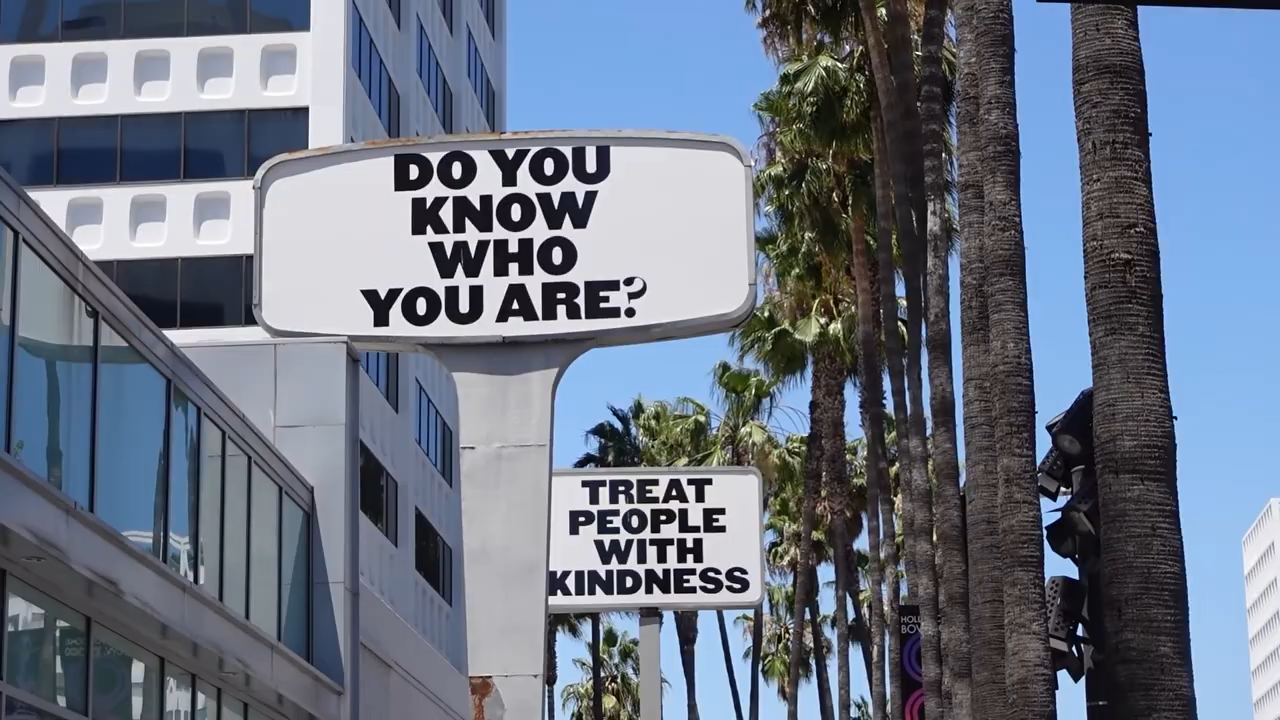 DO YOU
KNOW
WHO
YOU ARE?
TREAT
PEOPLE
WITH
KINDNESS